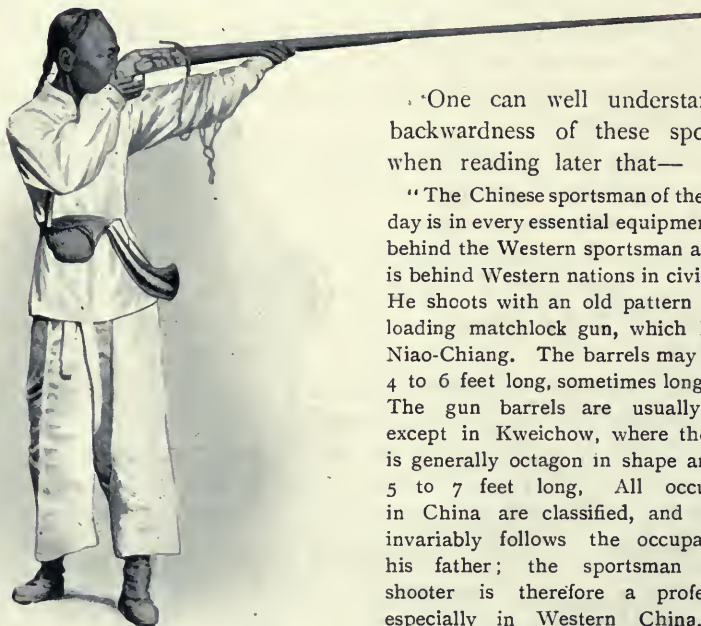 One can well understa
backwardness of these spo
when reading later that—
“ The Chinese sportsman of the
day is in every essential equipmen
behind the Western sportsman a
is behind Western nations in civi
He shoots with an old pattern
loading matchlock gun, which
Niao-Chiang. The barrels may
4 to 6 feet long, sometimes long
The gun barrels are usually
except in Kweichow, where th
is generally octagon in shape a
5 to 7 feet long, All occu
in China are classified, and
invariably follows the occupa
his father; the sportsman
shooter is therefore a profe
especially in Western China.